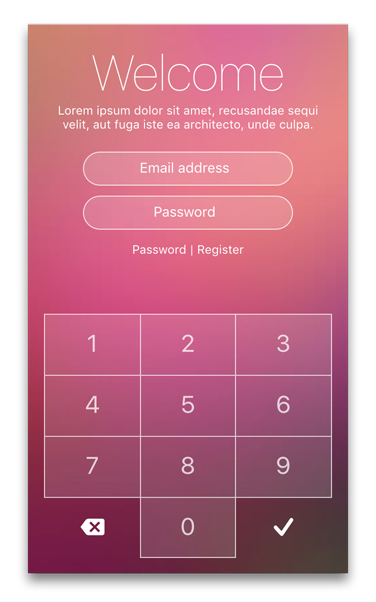 Welcome
Lorem ipsum dolor sit amet, recusandae sequi
velit, aut fuga iste ea architecto, unde culpa.
Email address
Password
Password | Register
1 2 3
4 5 6
7 8 9
0